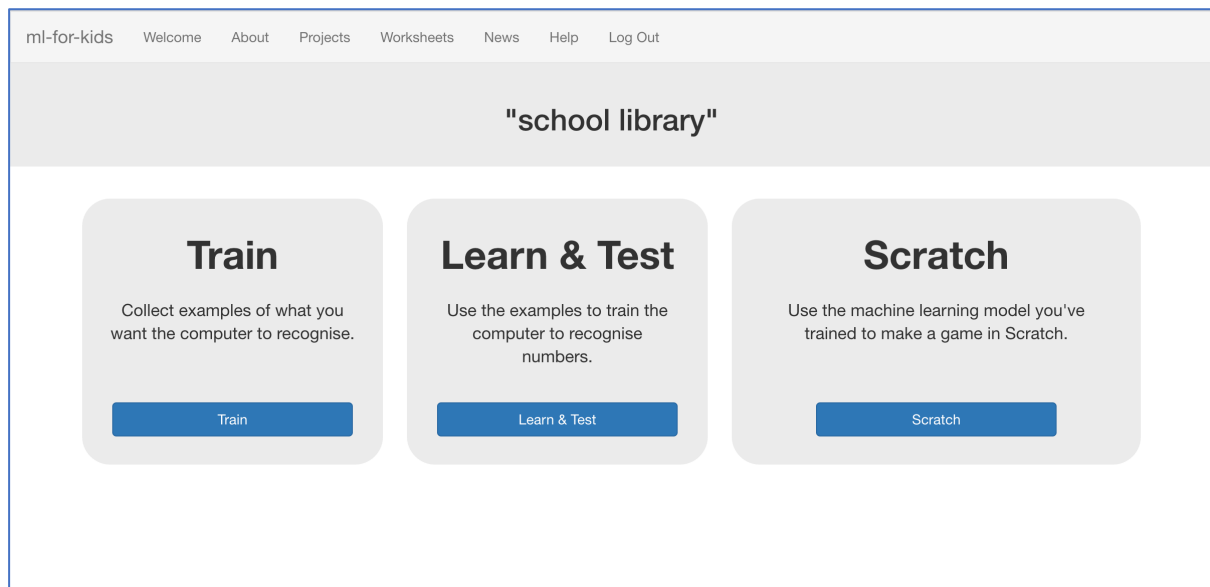 ml-for-kids Welcome About Projects Worksheets News Help Log Out
"school library"
Train
Collect examples of what you
want the computer to recognise.
Train
Learn & Test
Use the examples to train the
computer to recognise
numbers.
Learn & Test
Scratch
Use the machine learning model you've
trained to make a game in Scratch.
Scratch